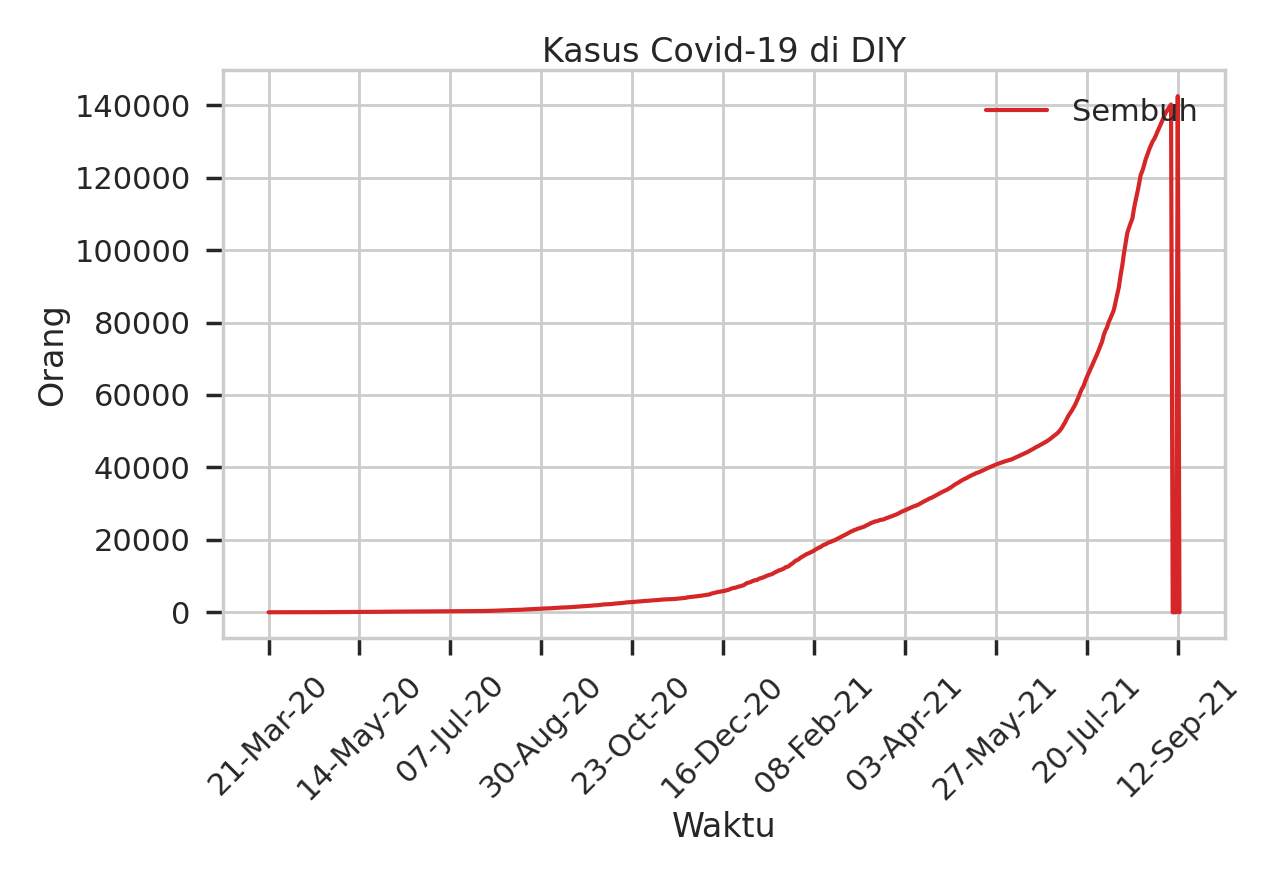 Kasus Covid-19 di DIY
Sembuh
140000
120000
100000
80000
60000
40000
20000
0
Orang
21-Mar-20
14-May-20
07-Jul-20
30-Aug-20
23-Oct-20
16-Dec-20
08-Feb-21
03-Apr-21
27-May-21
20-Jul-21
12-Sep-21
Waktu